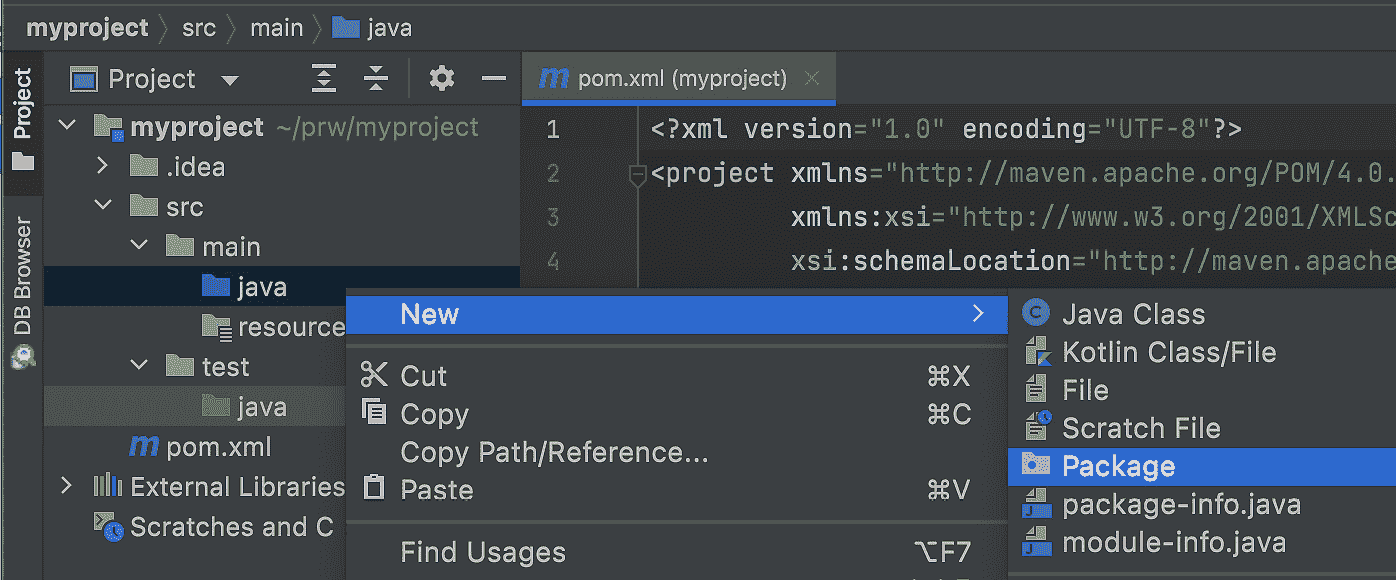 myproject src main java
Project
DB Browser
Project
myproject ~/prw/myproject
.idea
src
main
java
resource
test
java
pom.xml
External Libraries
Scratches and C
pom.xml (myproject)
1 <?xml version="1.0" encoding="UTF-8"?>
2 <project xmlns="http://maven.apache.org/POM/4.0.
3 xmlns:xsi="http://www.w3.org/2001/XMLSc
4 xsi:schemaLocation="http://maven.apache
New
Cut ⌘X
Copy ⌘C
Copy Path/Reference...
Paste ⌘V
Find Usages ⌥F7
Java Class
Kotlin Class/File
File
Scratch File
Package
package-info.java
module-info.java